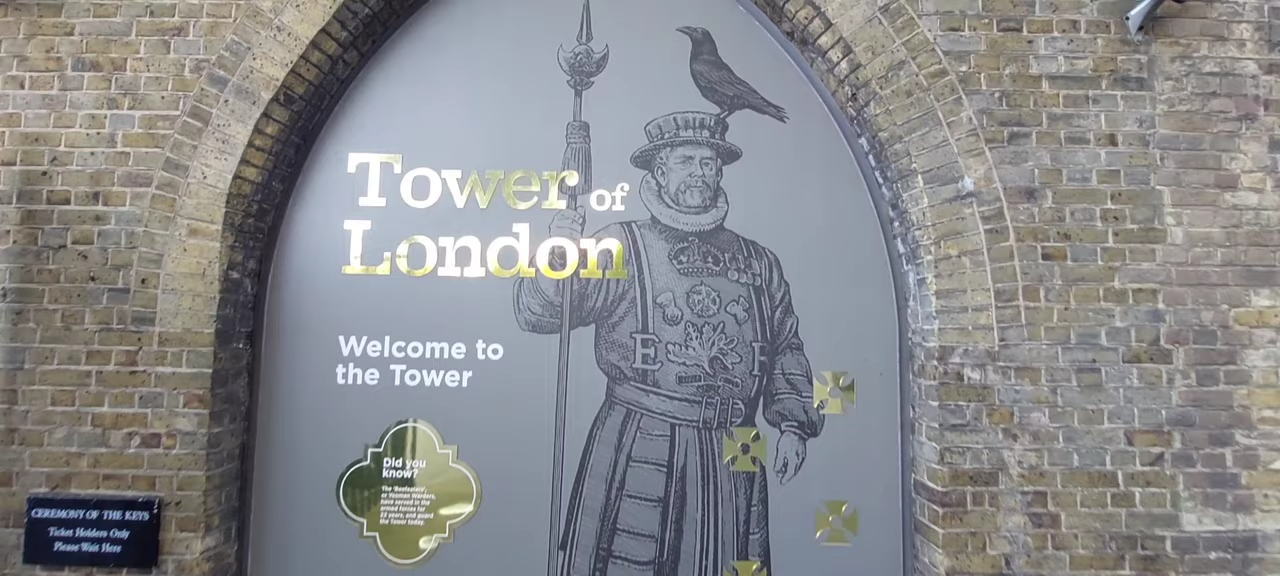 Tower of
London
Welcome to
the Tower
Did you
know?
The 'Beefeaters',
or Yeoman Warders,
have served in the
armed forces for
22 years, and guard
the Tower today.
E R
CEREMONY OF THE KEYS
Ticket Holders Only
Please Wait Here